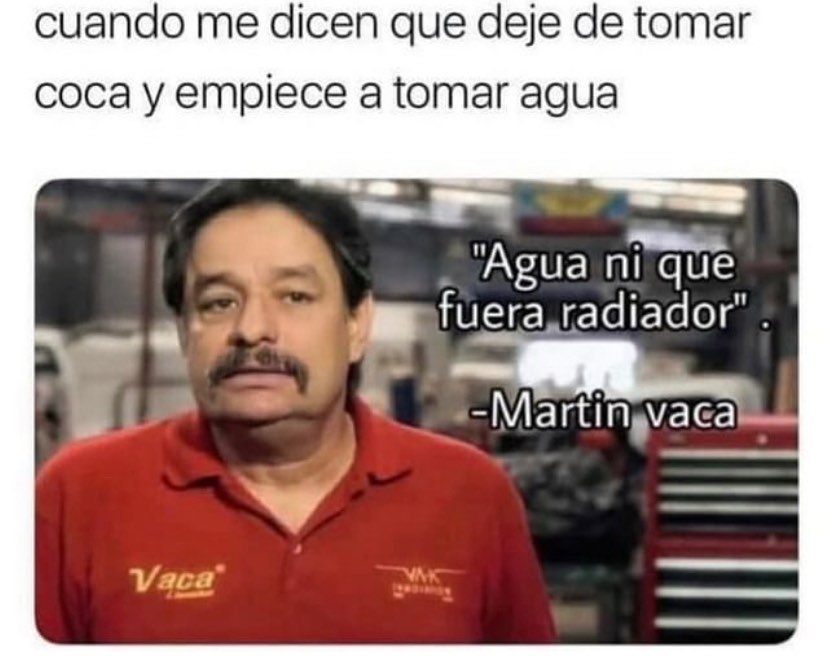 cuando me dicen que deje de tomar
coca y empiece a tomar agua
"Agua ni que
fuera radiador" .
-Martin vaca
Vaca
VAK